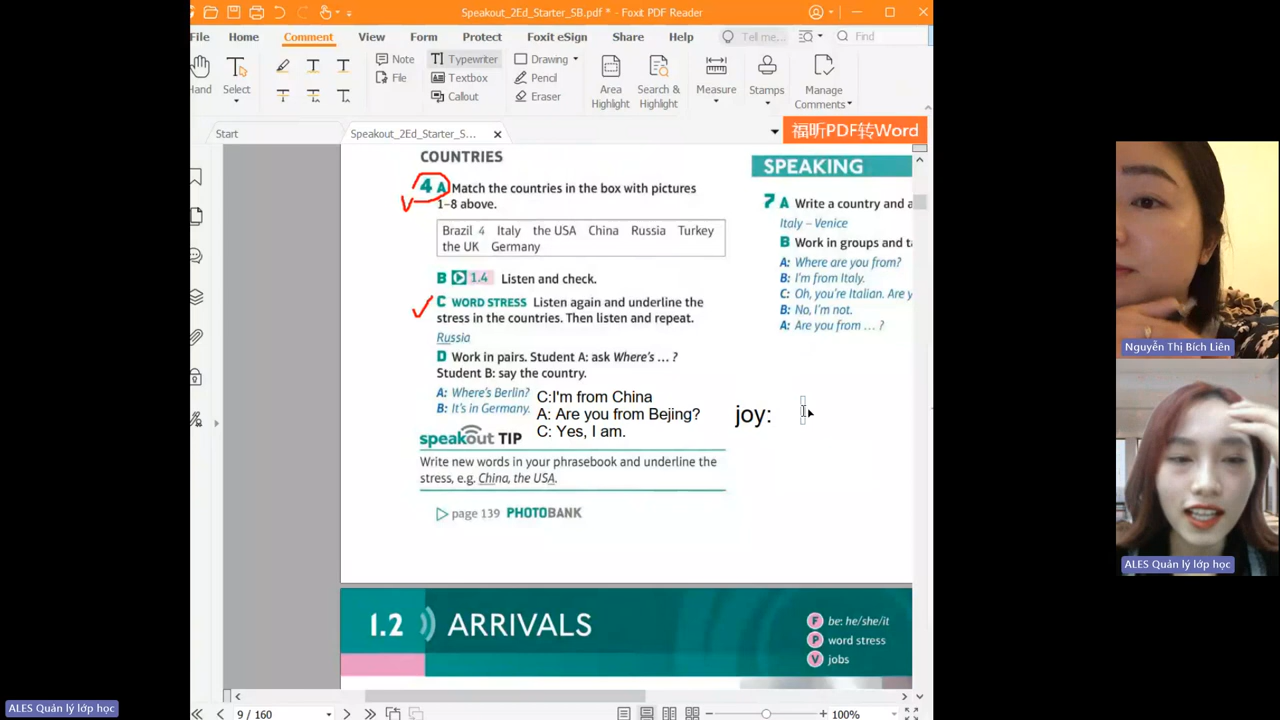 Speakout_2Ed_Starter_SB.pdf * - Foxit PDF Reader
File Home Comment View Form Protect Foxit eSign Share Help Tell me... Find
Hand
Select
Note
File
Typewriter
Textbox
Callout
Drawing
Pencil
Eraser
Area
Highlight
Search &
Highlight
Measure
Stamps
Manage
Comments
Start
Speakout_2Ed_Starter_S...
福昕PDF转Word
COUNTRIES
4 A Match the countries in the box with pictures
1–8 above.
Brazil 4 Italy the USA China Russia Turkey
the UK Germany
B 1.4 Listen and check.
C WORD STRESS Listen again and underline the
stress in the countries. Then listen and repeat.
Russia
D Work in pairs. Student A: ask Where's ... ?
Student B: say the country.
A: Where's Berlin?
B: It's in Germany.
C:I'm from China
A: Are you from Bejing?
C: Yes, I am.
joy:
speakout TIP
Write new words in your phrasebook and underline the
stress, e.g. China, the USA.
page 139 PHOTOBANK
SPEAKING
7 A Write a country and a
Italy – Venice
B Work in groups and ta
A: Where are you from?
B: I'm from Italy.
C: Oh, you're Italian. Are y
B: No, I'm not.
A: Are you from ... ?
1.2 ARRIVALS
F be: he/she/it
P word stress
V jobs
9 / 160
100%
Nguyễn Thị Bích Liên
ALES Quản lý lớp học
ALES Quản lý lớp học